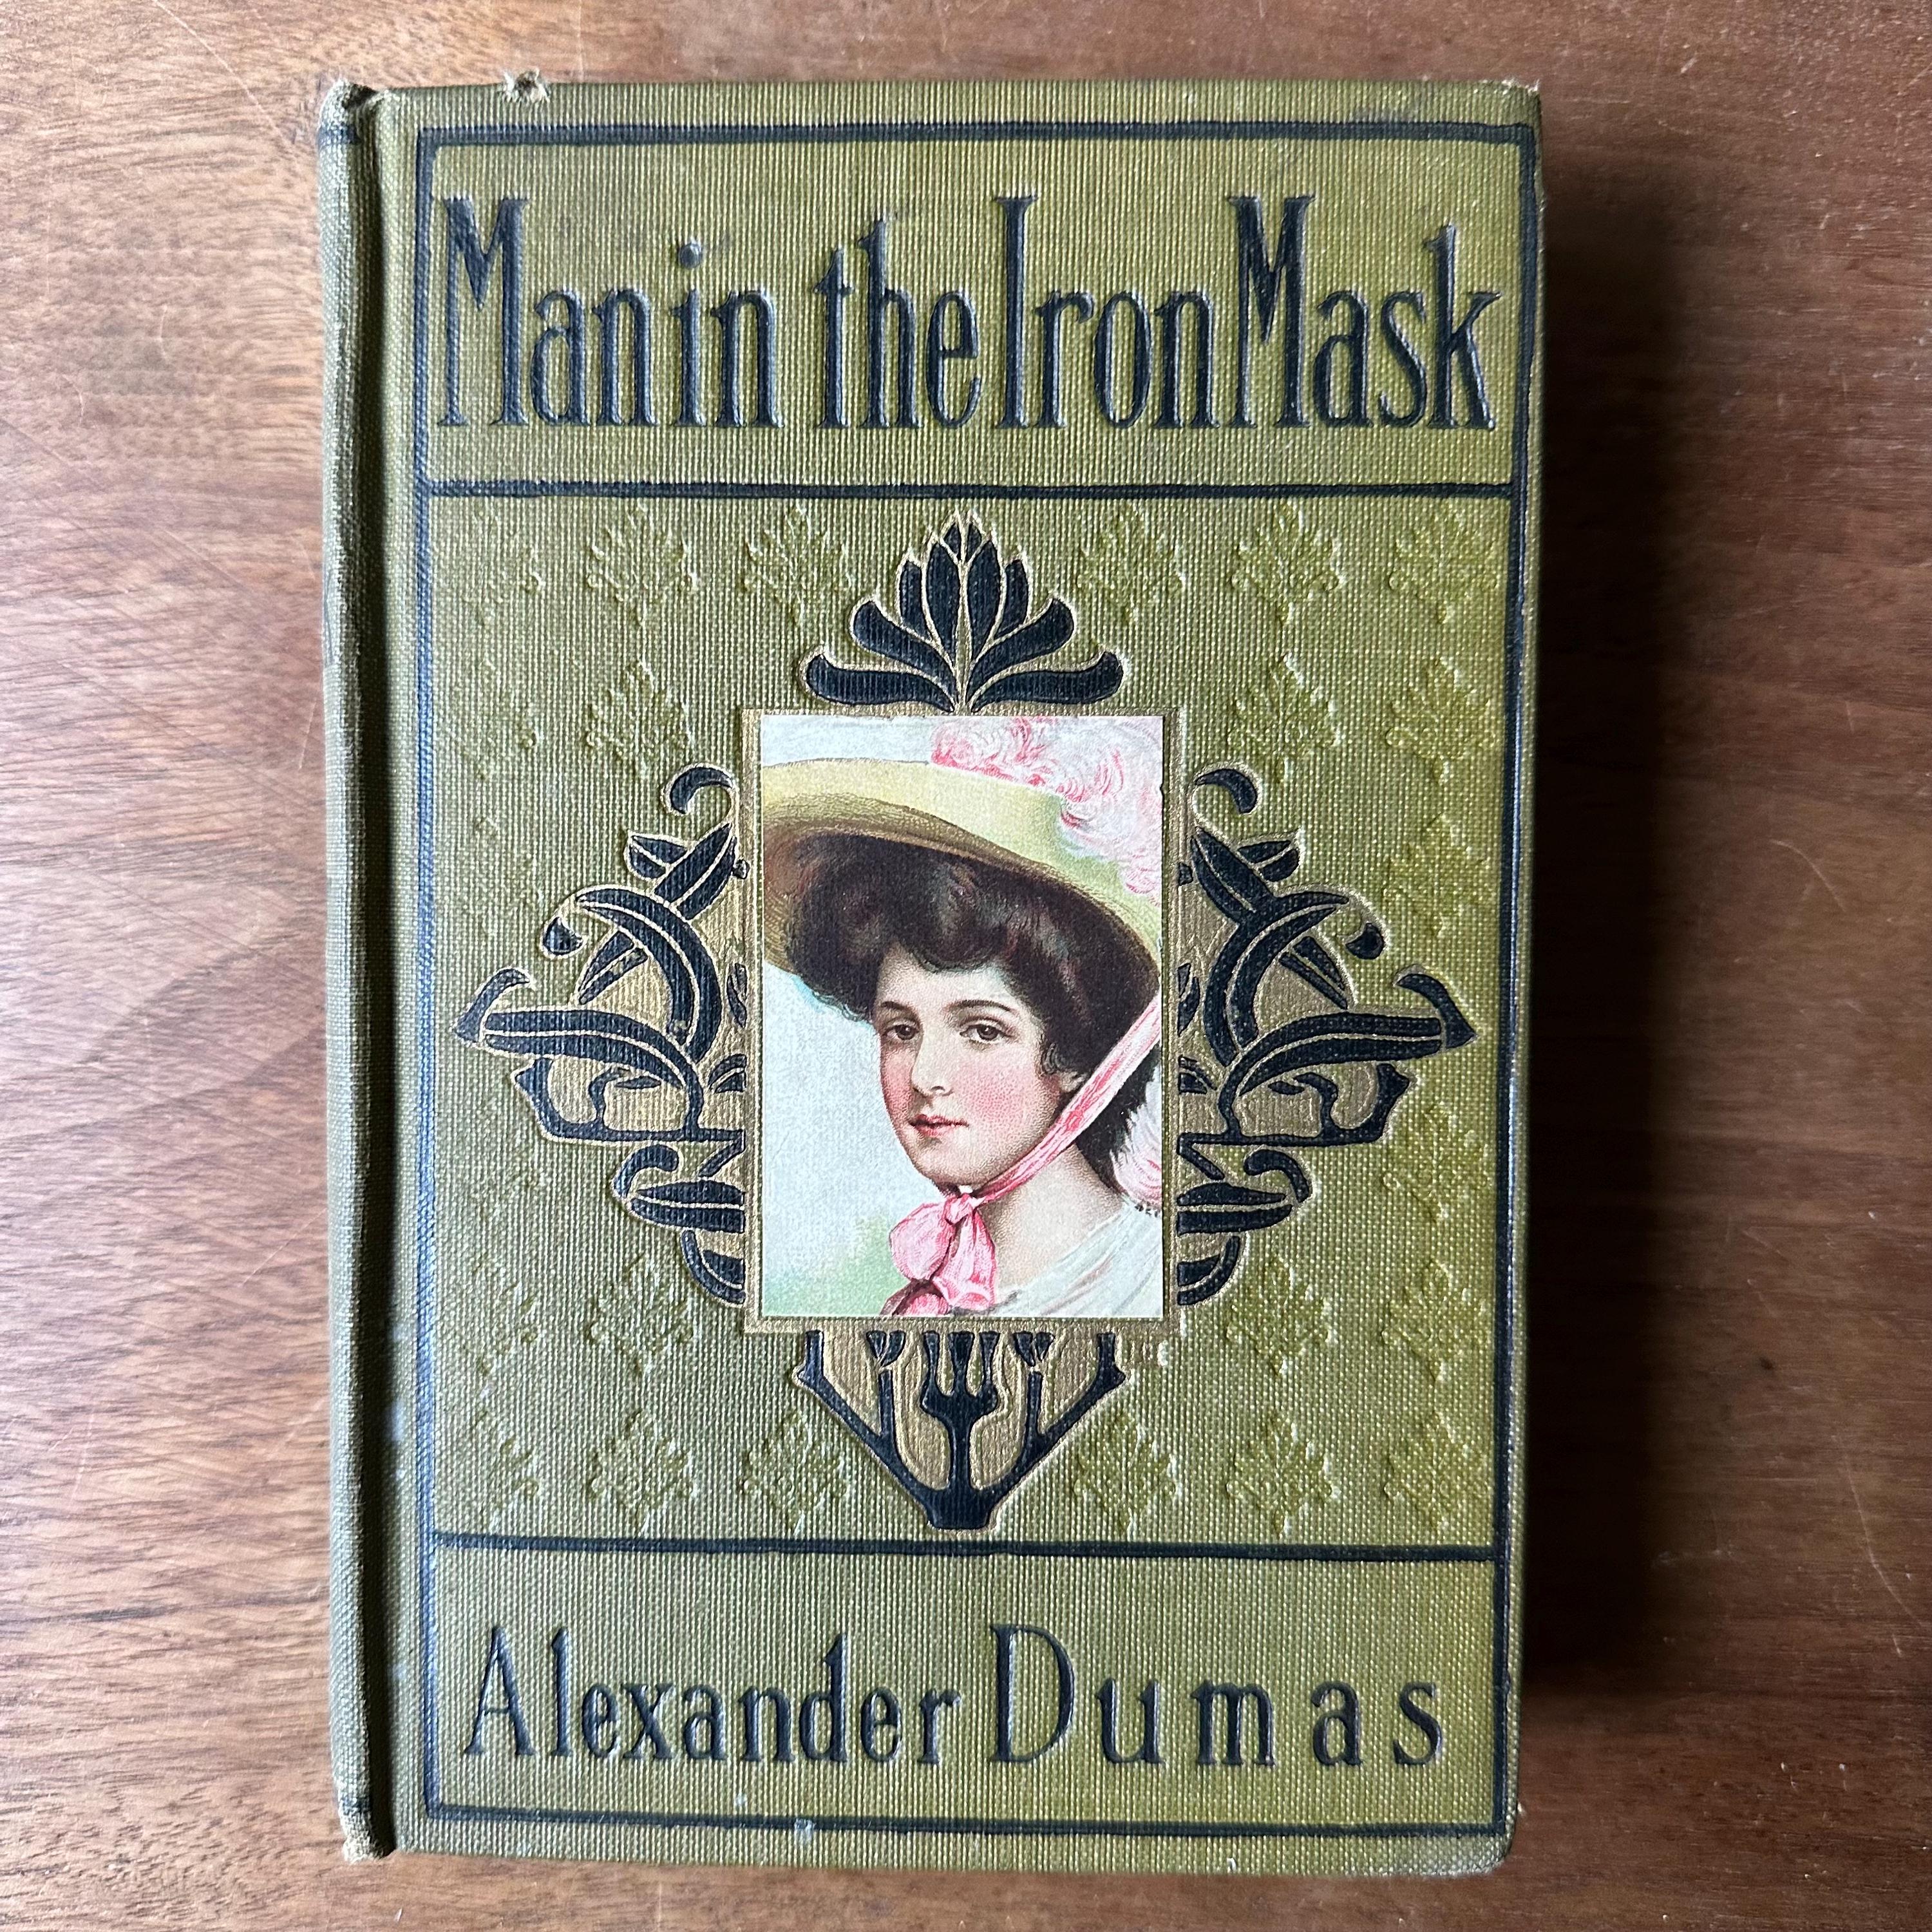 Man in the Iron Mask
Alexander Dumas